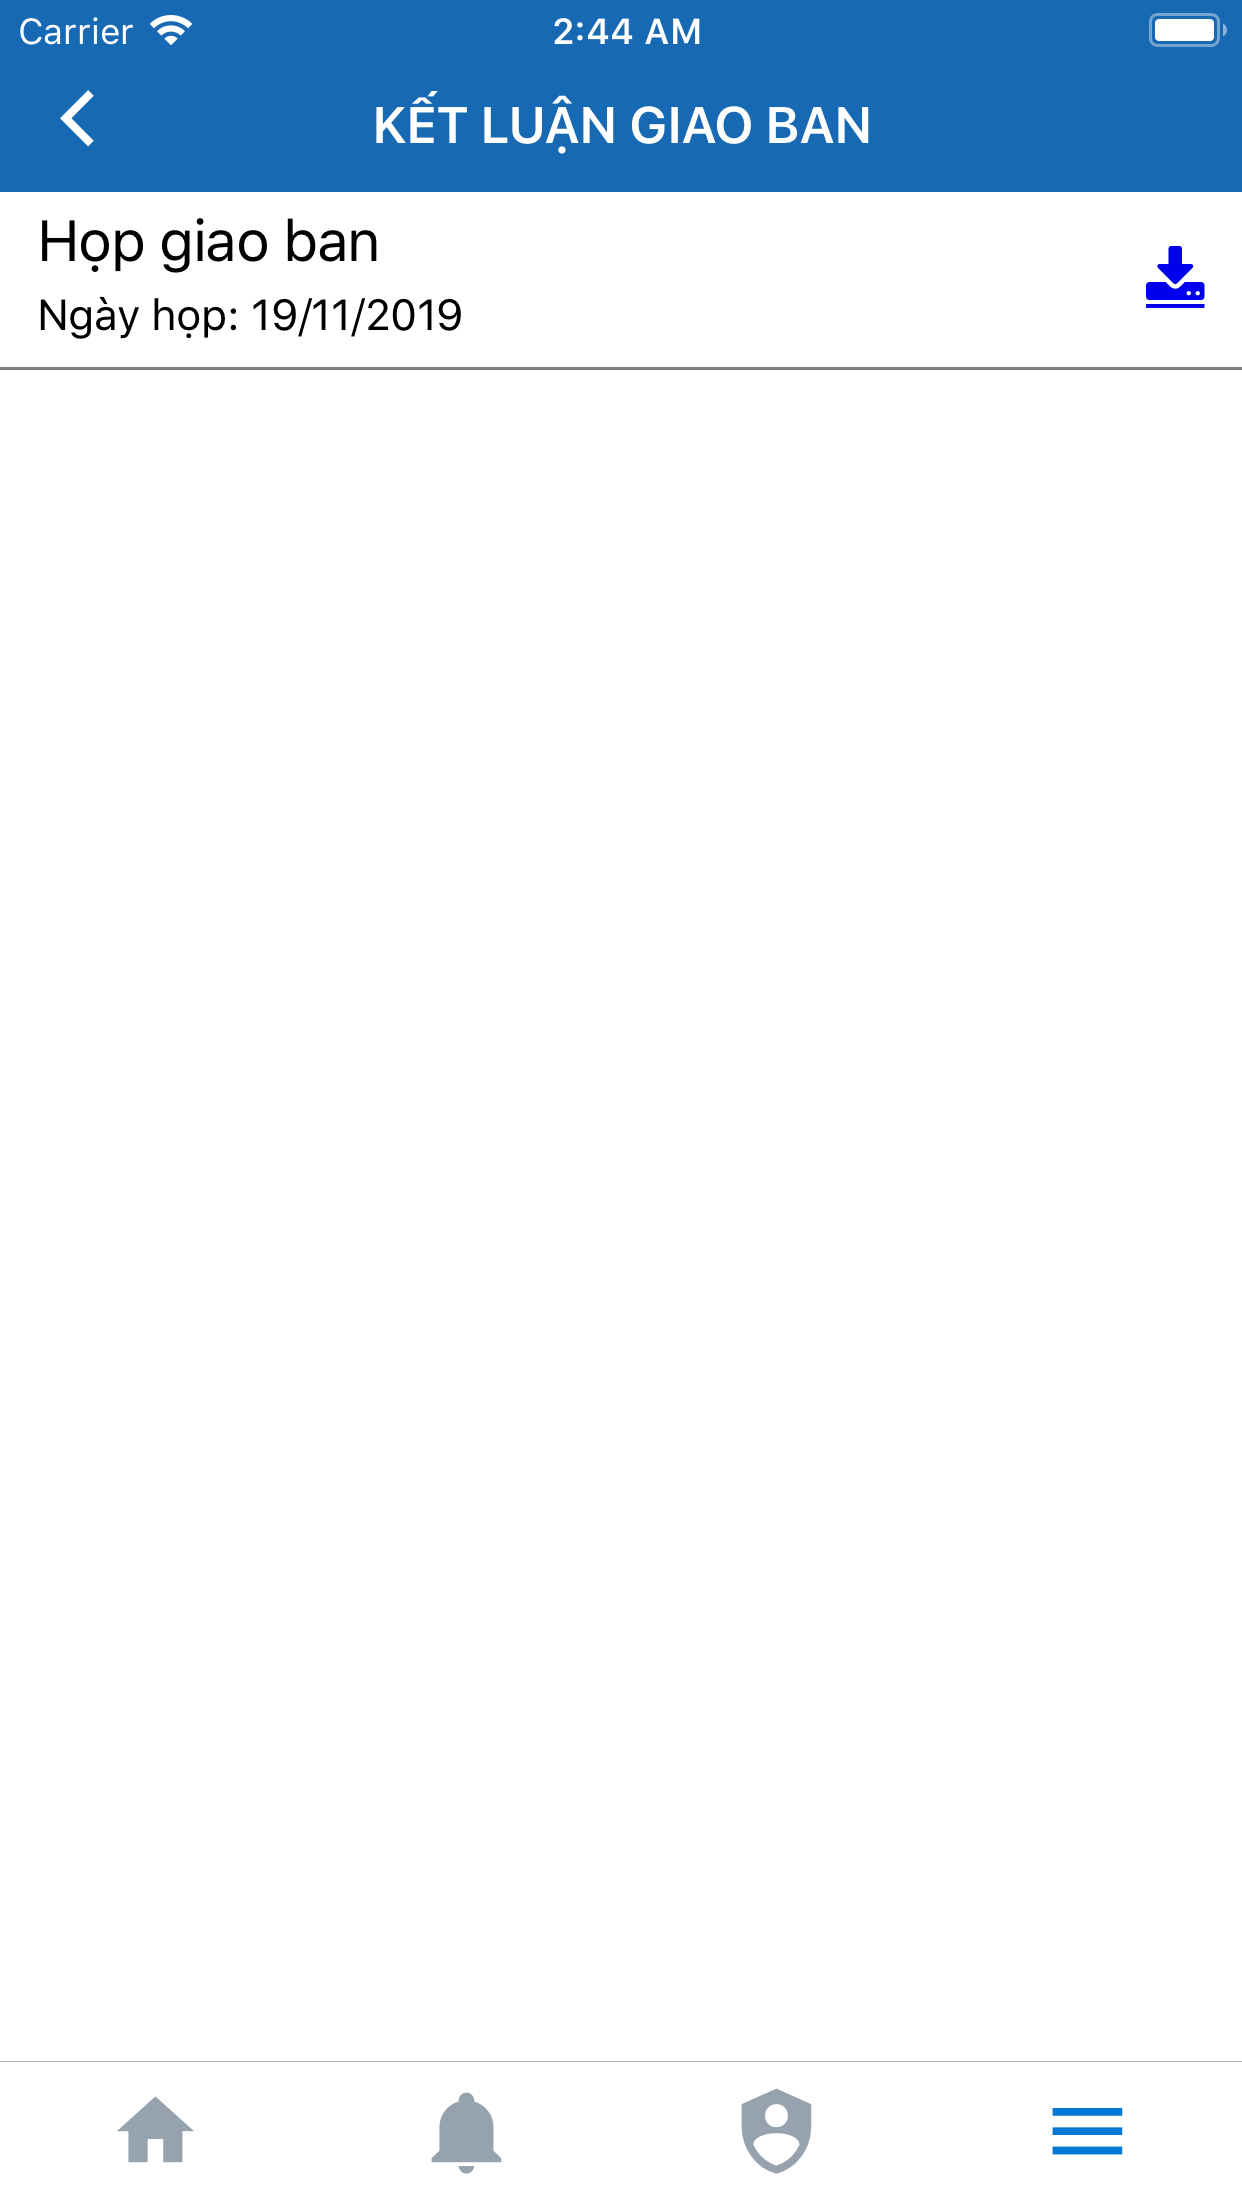 Carrier 2:44 AM
KẾT LUẬN GIAO BAN
Họp giao ban
Ngày họp: 19/11/2019